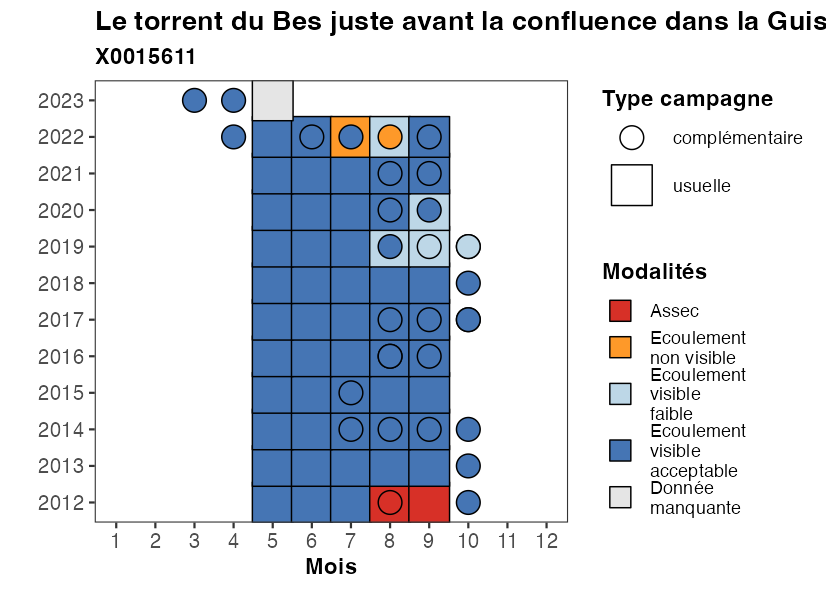 Le torrent du Bes juste avant la confluence dans la Guis
X0015611
2023
2022
2021
2020
2019
2018
2017
2016
2015
2014
2013
2012
1 2 3 4 5 6 7 8 9 10 11 12
Mois
Type campagne
complémentaire
usuelle
Modalités
Assec
Ecoulement
non visible
Ecoulement
visible
faible
Ecoulement
visible
acceptable
Donnée
manquante